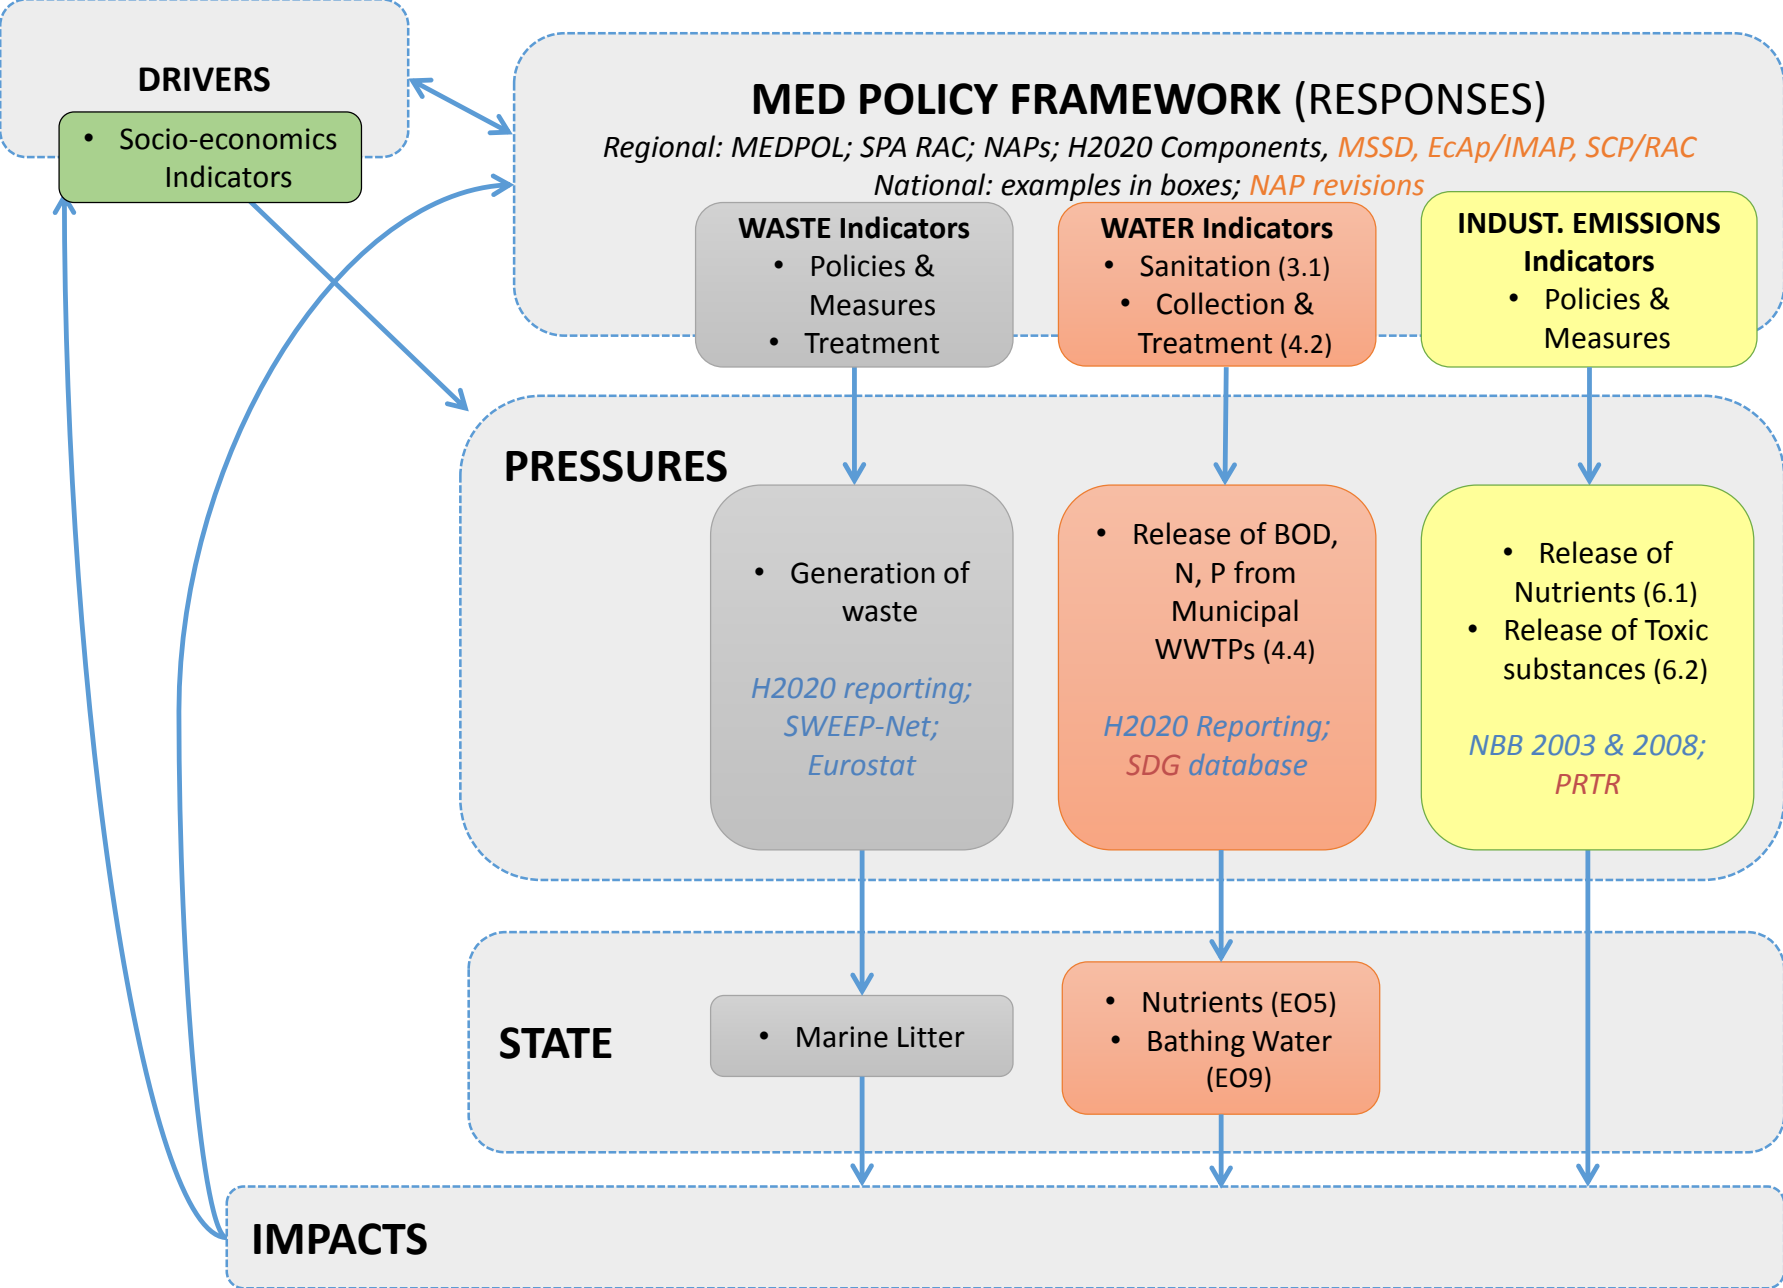 DRIVERS
• Socio-economics
Indicators
MED POLICY FRAMEWORK (RESPONSES)
Regional: MEDPOL; SPA RAC; NAPs; H2020 Components, MSSD, EcAp/IMAP, SCP/RAC
National: examples in boxes; NAP revisions
WASTE Indicators
• Policies &
Measures
• Treatment
WATER Indicators
• Sanitation (3.1)
• Collection &
Treatment (4.2)
INDUST. EMISSIONS
Indicators
• Policies &
Measures
PRESSURES
• Generation of
waste
H2020 reporting;
SWEEP-Net;
Eurostat
• Release of BOD,
N, P from
Municipal
WWTPs (4.4)
H2020 Reporting;
SDG database
• Release of
Nutrients (6.1)
• Release of Toxic
substances (6.2)
NBB 2003 & 2008;
PRTR
STATE
• Marine Litter
• Nutrients (EO5)
• Bathing Water
(EO9)
IMPACTS